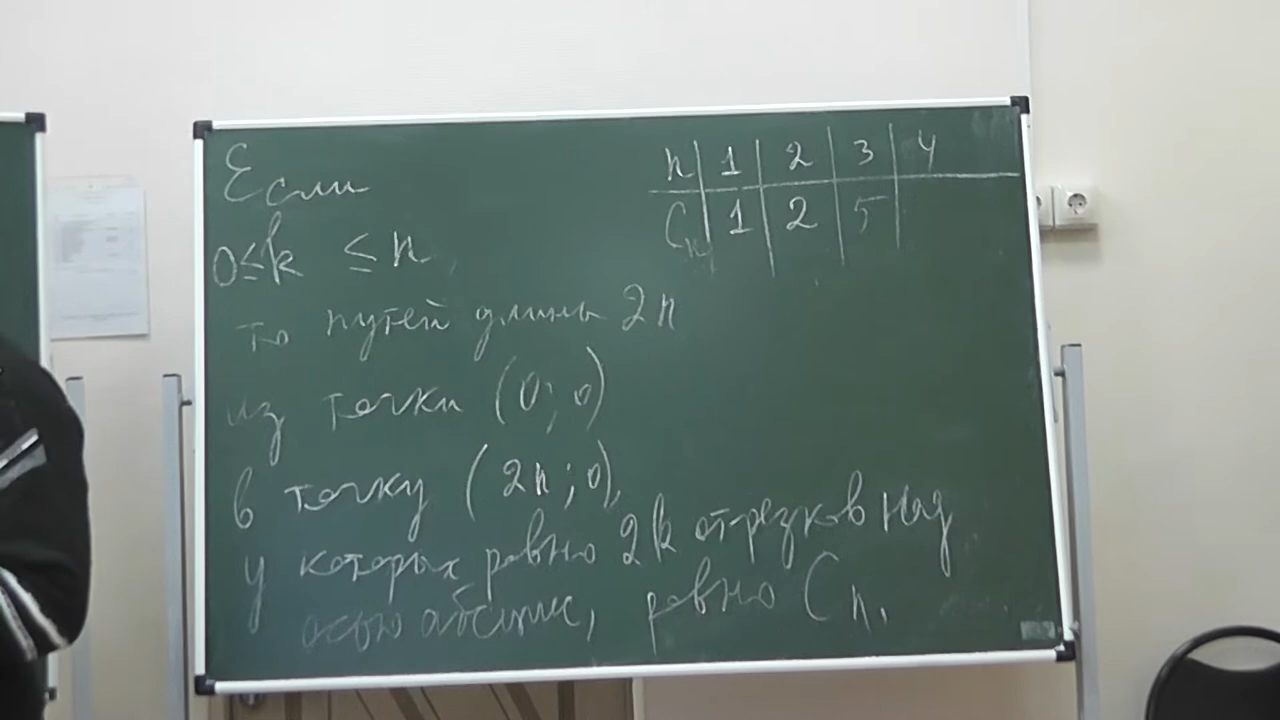 Если
0≤k ≤n
то путей длины 2n
из точки (0;0)
в точку (2n;0),
у которых ровно 2k отрезков над
осью абсцисс, равно Cn.
n 1 2 3 4
Cn 1 2 5